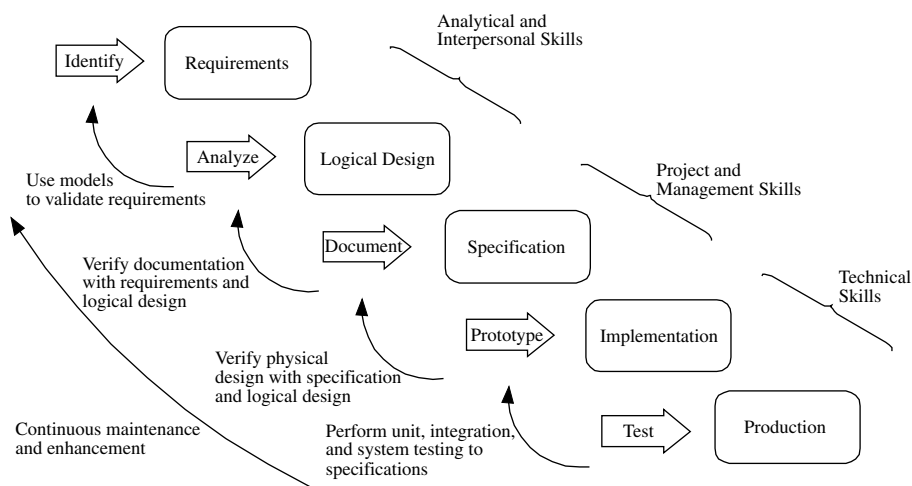 Analytical and
Interpersonal Skills
Identify
Requirements
Analyze
Logical Design
Project and
Management Skills
Use models
to validate requirements
Document
Specification
Verify documentation
with requirements and
logical design
Technical
Skills
Prototype
Implementation
Verify physical
design with specification
and logical design
Continuous maintenance
and enhancement
Perform unit, integration,
and system testing to
specifications
Test
Production